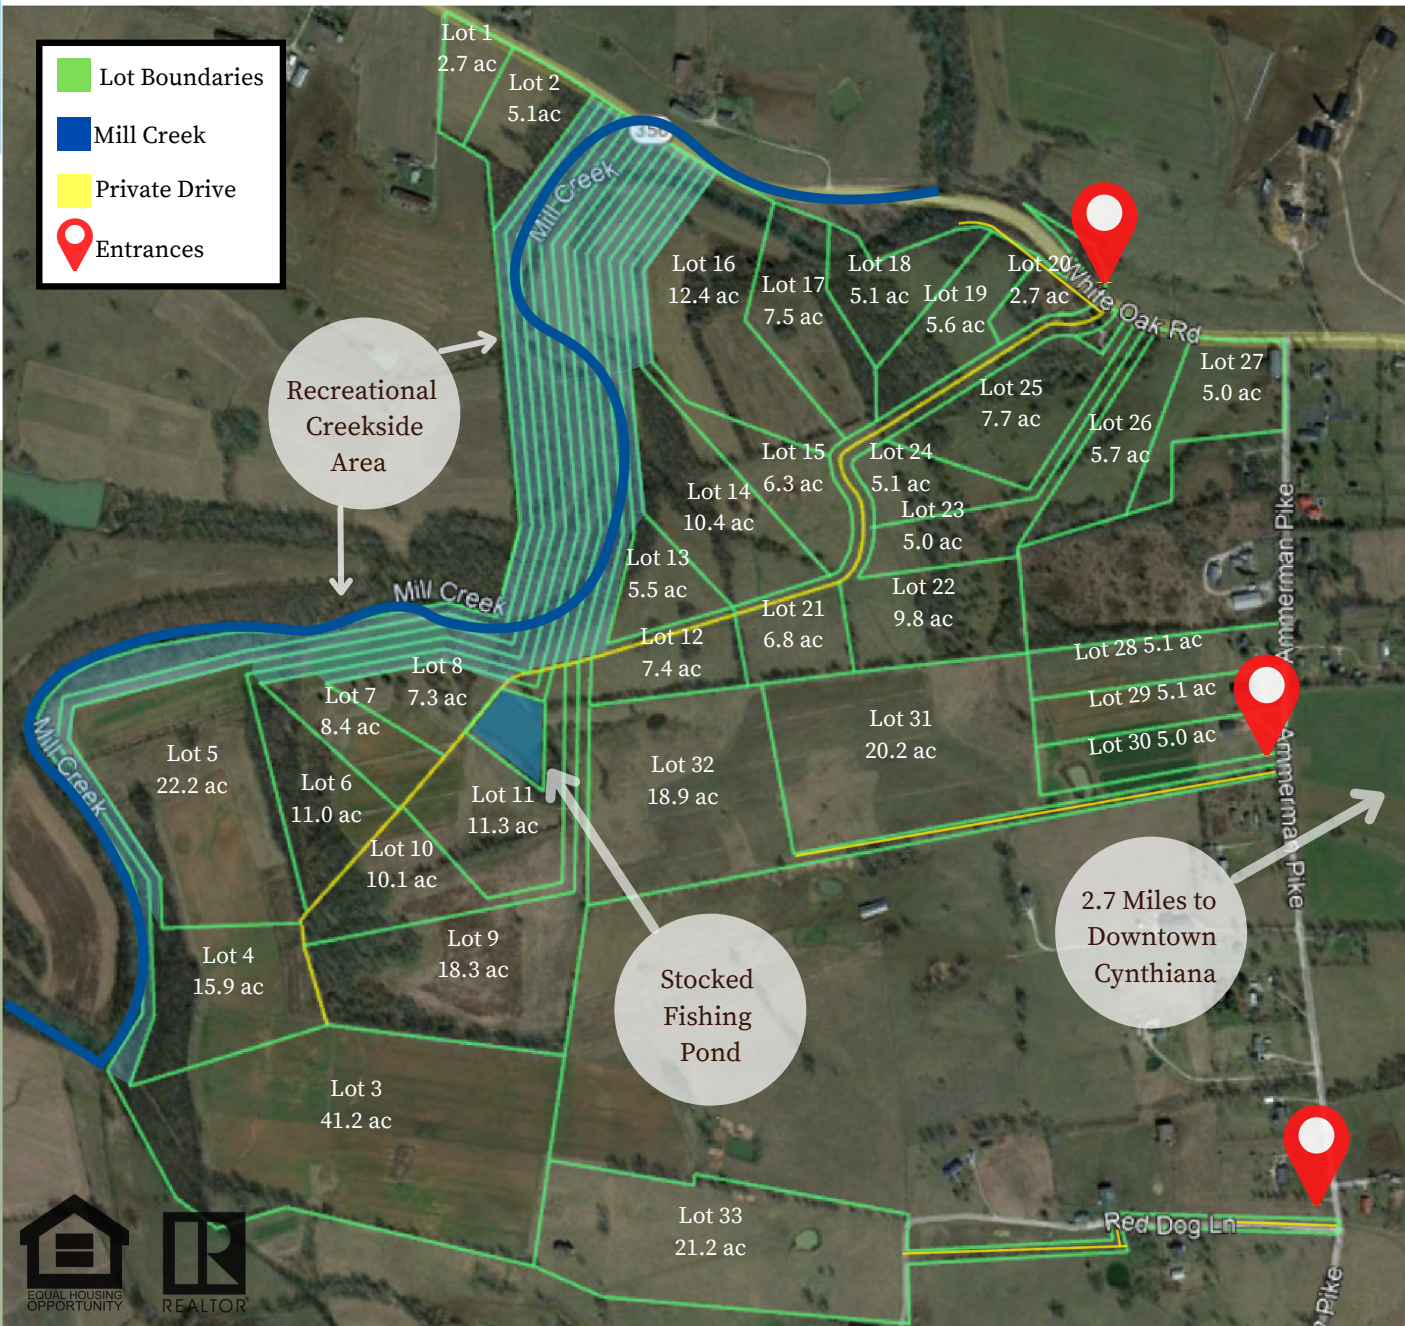 Lot Boundaries
Mill Creek
Private Drive
Entrances
Lot 1
2.7 ac
Lot 2
5.1ac
356
Mill Creek
Lot 16
12.4 ac
Lot 17
7.5 ac
Lot 18
5.1 ac
Lot 19
5.6 ac
Lot 20
2.7 ac
White Oak Rd
Lot 27
5.0 ac
Lot 25
7.7 ac
Lot 26
5.7 ac
Recreational
Creekside
Area
Lot 15
6.3 ac
Lot 24
5.1 ac
Lot 14
10.4 ac
Lot 23
5.0 ac
Ammerman Pike
Lot 13
5.5 ac
Lot 22
9.8 ac
Mill Creek
Lot 21
6.8 ac
Lot 12
7.4 ac
Lot 28 5.1 ac
Lot 8
7.3 ac
Lot 7
8.4 ac
Lot 29 5.1 ac
Lot 31
20.2 ac
Lot 30 5.0 ac
Mill Creek
Lot 5
22.2 ac
Lot 32
18.9 ac
Lot 6
11.0 ac
Lot 11
11.3 ac
Ammerman Pike
Lot 10
10.1 ac
2.7 Miles to
Downtown
Cynthiana
Lot 9
18.3 ac
Lot 4
15.9 ac
Stocked
Fishing
Pond
Lot 3
41.2 ac
Lot 33
21.2 ac
Red Dog Ln
Pike
EQUAL HOUSING
OPPORTUNITY
R
REALTOR®